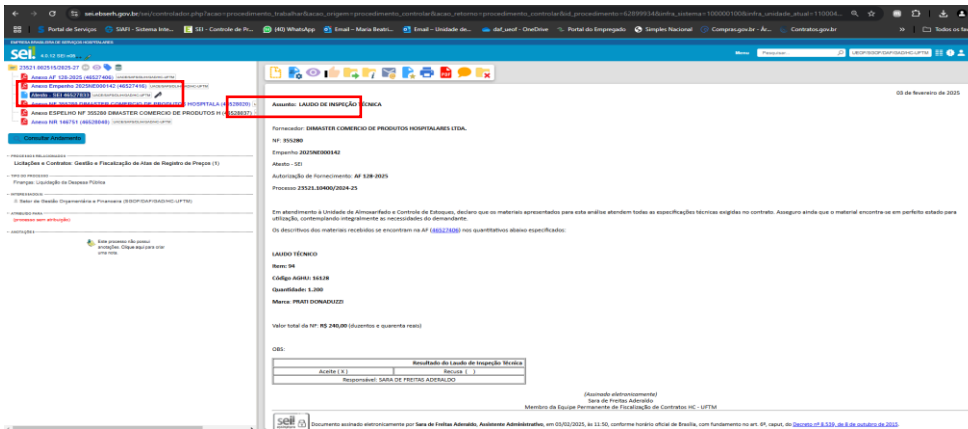 sei.ebserh.gov.br/sei/controlador.php?acao=procedimento_trabalhar&acao_origem=procedimento_controlar&acao_retorno=procedimento_controlar&id_procedimento=62899934&infra_sistema=100000100&infra_unidade_atual=110004...
Portal de Serviços SIAFI - Sistema Inte... SEI - Controle de Pr... (40) WhatsApp Email – Maria Beatri... Email – Unidade de... daf_ueof - OneDrive Portal do Empregado Simples Nacional Compras.gov.br - Ac... Contratos.gov.br Todos os fav
EMPRESA BRASILEIRA DE SERVIÇOS HOSPITALARES
sei! 4.0.12
Menu Pesquisar...
23521.002515/2025-27
Anexo AF 128-2025 (46527406)
Anexo Empenho 2025NE000142 (46527416)
Atesto - SEI 46527833
Anexo NF 355280 DIMASTER COMERCIO DE PRODUTOS HOSPITALA (46528020)
Anexo ESPELHO NF 355280 DIMASTER COMERCIO DE PRODUTOS H (46528037)
Anexo NR 146751 (46528048)
Consultar Andamento
PROCESSOS RELACIONADOS
Licitações e Contratos: Gestão e Fiscalização de Atas de Registro de Preços (1)
TIPO DO PROCESSO
Finanças: Liquidação de Despesa Pública
INTERESSADOS
Setor de Gestão Orçamentária e Financeira (SGOF/DAF/GAD/HC-UFTM)
ATRIBUÍDO PARA
(processo sem atribuição)
ANOTAÇÕES
Este processo não possui
anotações. Clique aqui para criar
uma nota.
03 de fevereiro de 2025
Assunto: LAUDO DE INSPEÇÃO TÉCNICA
Fornecedor: DIMASTER COMERCIO DE PRODUTOS HOSPITALARES LTDA.
NF: 355280
Empenho 2025NE000142
Atesto - SEI
Autorização de Fornecimento: AF 128-2025
Processo 23521.10400/2024-25
Em atendimento à Unidade de Almoxarifado e Controle de Estoques, declaro que os materiais apresentados para esta análise atendem todas as especificações técnicas exigidas no contrato. Asseguro ainda que o material encontra-se em perfeito estado para
utilização, contemplando integralmente as necessidades do demandante.
Os descritivos dos materiais recebidos se encontram na AF (46527406) nos quantitativos abaixo especificados:
LAUDO TÉCNICO
Item: 94
Código AGHU: 16128
Quantidade: 1.200
Marca: PRATI DONADUZZI
Valor total da NF: R$ 240,00 (duzentos e quarenta reais)
OBS:
Resultado do Laudo de Inspeção Técnica
Aceite ( X ) Recusa ( )
Responsável: SARA DE FREITAS ADERALDO
(Assinado eletronicamente)
Sara de Freitas Aderaldo
Membro da Equipe Permanente de Fiscalização de Contratos HC - UFTM
sei! Documento assinado eletronicamente por Sara de Freitas Aderaldo, Assistente Administrativo, em 03/02/2025, às 11:50, conforme horário oficial de Brasília, com fundamento no art. 6º, caput, do Decreto nº 8.539, de 8 de outubro de 2015.